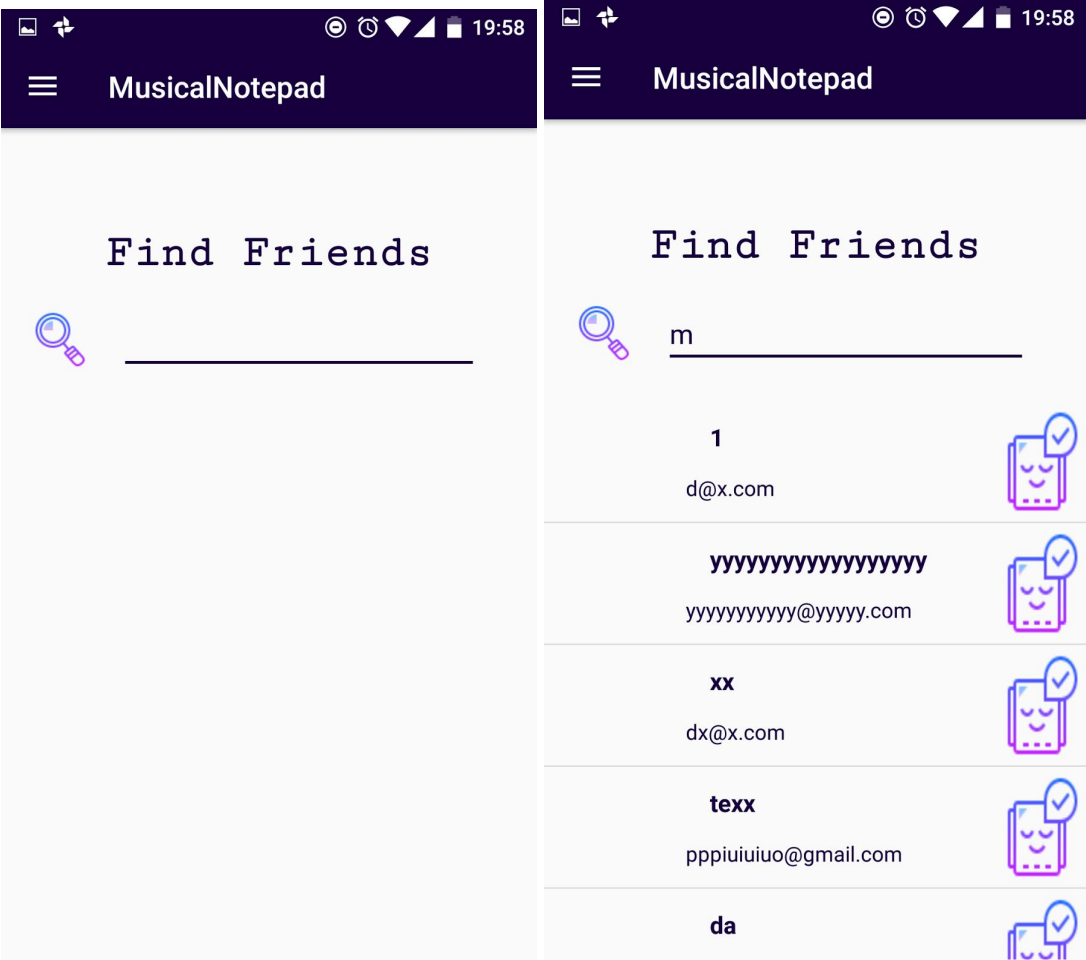 19:58
MusicalNotepad
Find Friends
19:58
MusicalNotepad
Find Friends
m
1
d@x.com
yyyyyyyyyyyyyyyyyy
yyyyyyyyyyy@yyyyy.com
xx
dx@x.com
texx
pppiuiuiuo@gmail.com
da